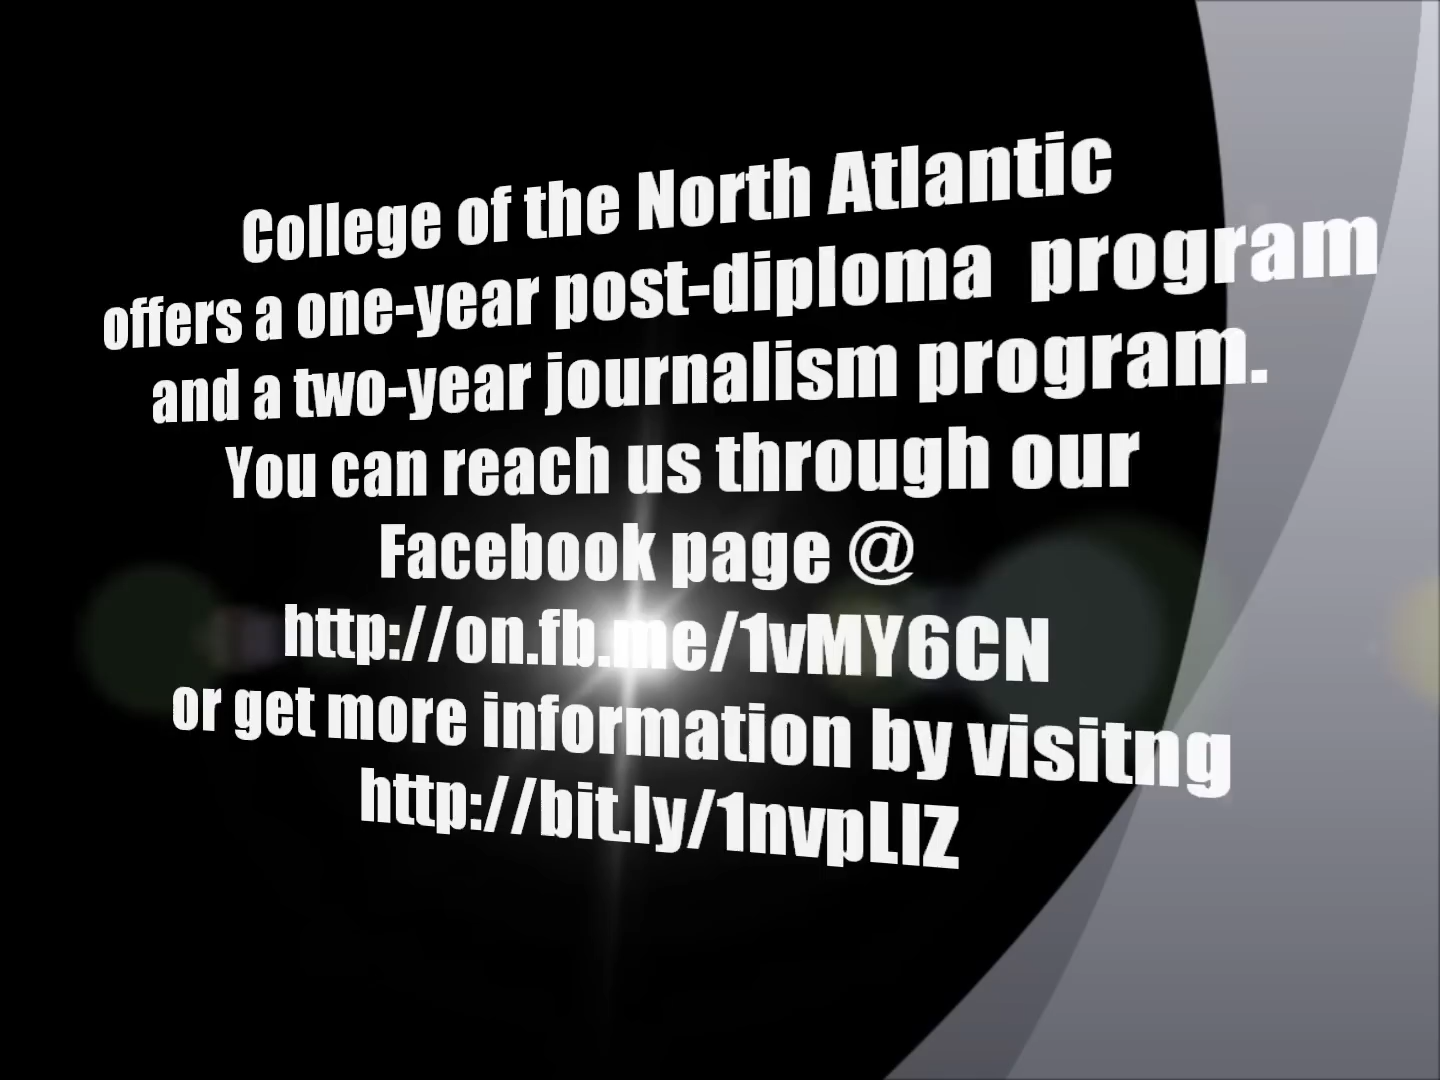 College of the North Atlantic
offers a one-year post-diploma program
and a two-year journalism program.
You can reach us through our
Facebook page @
http://on.fb.me/1vMY6CN
or get more information by visitng
http://bit.ly/1nvpLIZ